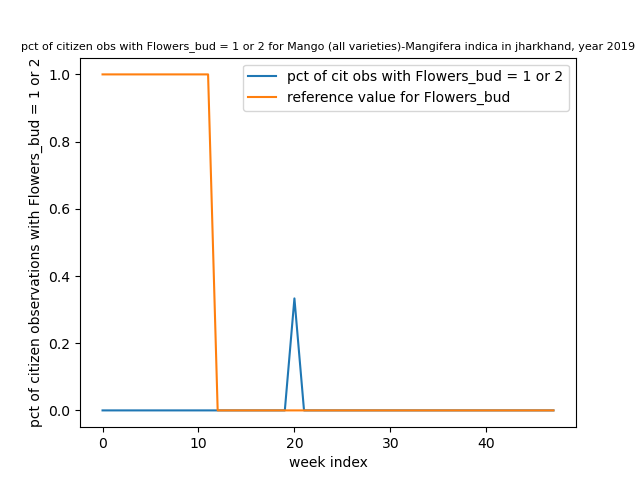 pct of citizen obs with Flowers_bud = 1 or 2 for Mango (all varieties)-Mangifera indica in jharkhand, year 2019
pct of cit obs with Flowers_bud = 1 or 2
reference value for Flowers_bud
pct of citizen observations with Flowers_bud = 1 or 2
1.0
0.8
0.6
0.4
0.2
0.0
0 10 20 30 40
week index